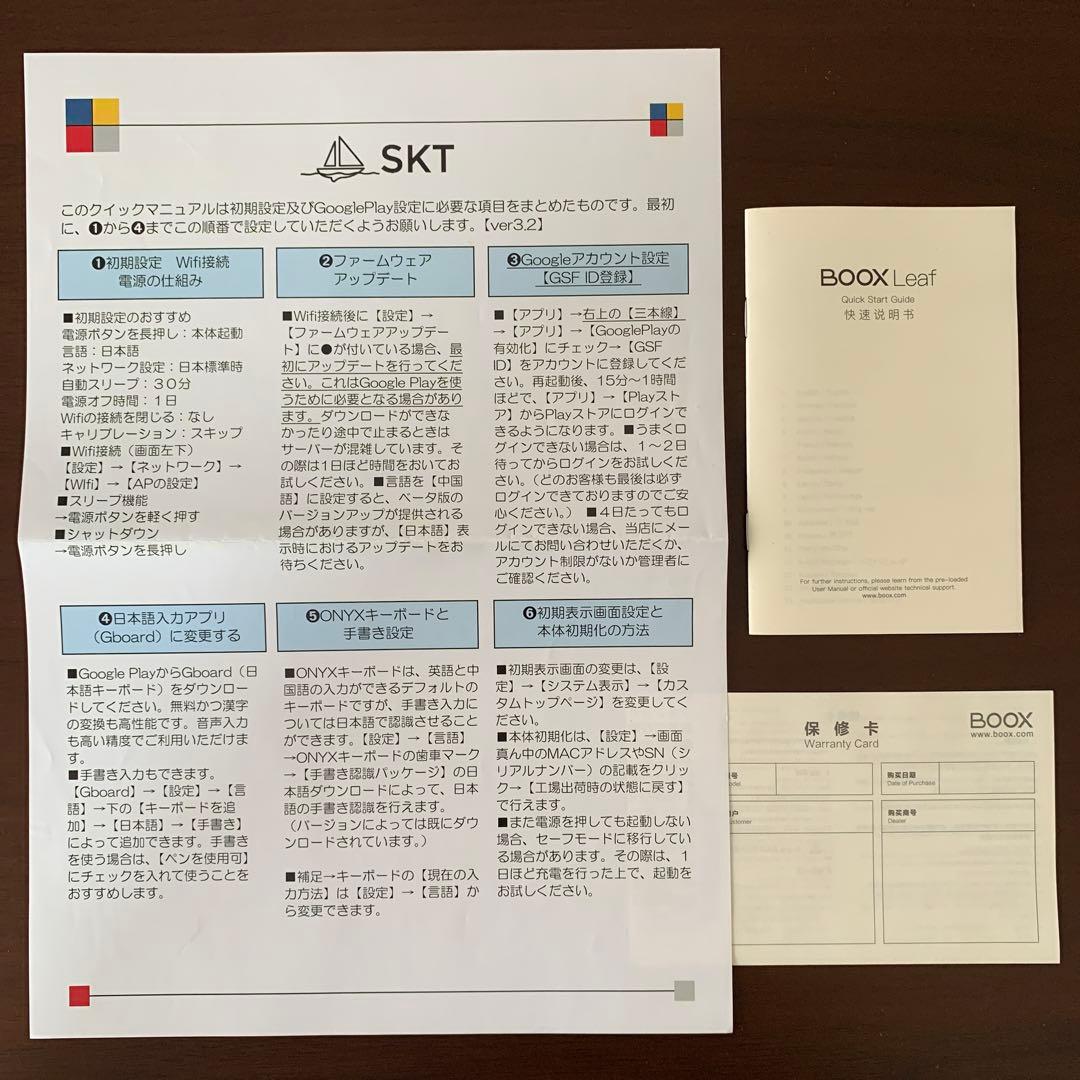 SKT
このクイックマニュアルは初期設定及びGooglePlay設定に必要な項目をまとめたものです。最初
に、❶から❹までこの順番で設定していただくようお願いします。【ver3.2】
❶初期設定　Wifi接続
電源の仕組み
■初期設定のおすすめ
電源ボタンを長押し：本体起動
言語：日本語
ネットワーク設定：日本標準時
自動スリープ：３０分
電源オフ時間：１日
Wifiの接続を閉じる：なし
キャリブレーション：スキップ
■Wifi接続（画面左下）
【設定】→【ネットワーク】→
【WIfi】→【APの設定】
■スリープ機能
→電源ボタンを軽く押す
■シャットダウン
→電源ボタンを長押し
❷ファームウェア
アップデート
■Wifi接続後に【設定】→
【ファームウェアアップデー
ト】に●が付いている場合、最
初にアップデートを行ってくだ
さい。これはGoogle Playを使
うために必要となる場合があり
ます。ダウンロードができな
かったり途中で止まるときは
サーバーが混雑しています。そ
の際は1日ほど時間をおいてお
試しください。■言語を【中国
語】に設定すると、ベータ版の
バージョンアップが提供される
場合がありますが、【日本語】表
示時におけるアップデートをお
待ちください。
❸Googleアカウント設定
【GSF ID登録】
■【アプリ】→右上の【三本線】
→【アプリ】→【GooglePlayの
有効化】にチェック→【GSF
ID】をアカウントに登録してくだ
さい。再起動後、15分～1時間
ほどで、【アプリ】→【Playスト
ア】からPlayストアにログインで
きるようになります。■うまくロ
グインできない場合は、１～２日
待ってからログインをお試しくだ
さい。（どのお客様も最後は必ず
ログインできておりますのでご安
心ください。）　■４日たってもロ
グインできない場合、当店にメー
ルにてお問い合わせいただくか、
アカウント制限がないか管理者に
ご確認ください。
❹日本語入力アプリ
（Gboard）に変更する
■Google PlayからGboard（日
本語キーボード）をダウンロー
ドしてください。無料かつ漢字
の変換も高性能です。音声入力
も高い精度でご利用いただけま
す。
■手書き入力もできます。
【Gboard】→【設定】→【言
語】→下の【キーボードを追
加】→【日本語】→【手書き】
によって追加できます。手書き
を使う場合は、【ペンを使用可】
にチェックを入れて使うことを
おすすめします。
❺ONYXキーボードと
手書き設定
■ONYXキーボードは、英語と中
国語の入力ができるデフォルトの
キーボードですが、手書き入力に
ついては日本語で認識させること
ができます。【設定】→【言語】
→ONYXキーボードの歯車マーク
→【手書き認識パッケージ】の日
本語ダウンロードによって、日本
語の手書き認識を行えます。
（バージョンによっては既にダウ
ンロードされています。）
■補足→キーボードの【現在の入
力方法】は【設定】→【言語】か
ら変更できます。
❻初期表示画面設定と
本体初期化の方法
■初期表示画面の変更は、【設
定】→【システム表示】→【カス
タムトップページ】を変更してく
ださい。
■本体初期化は、【設定】→画面
真ん中のMACアドレスやSN（シ
リアルナンバー）の記載をクリッ
ク→【工場出荷時の状態に戻す】
で行えます。
■また電源を押しても起動しない
場合、セーフモードに移行してい
る場合があります。その際は、１
日ほど充電を行った上で、起動を
お試しください。
BOOX Leaf
Quick Start Guide
快速说明书
For further instructions, please learn from the pre-loaded
User Manual or official website technical support.
www.boox.com
保修卡
Warranty Card
BOOX
www.boox.com
号
odel
购买日期
Date of Purchase
户
ustomer
购买商号
Dealer